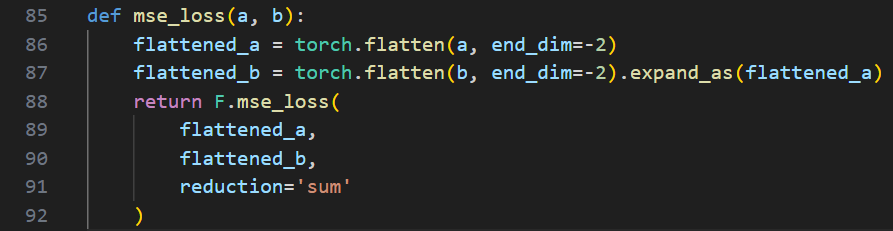 85 def mse_loss(a, b):
86 flattened_a = torch.flatten(a, end_dim=-2)
87 flattened_b = torch.flatten(b, end_dim=-2).expand_as(flattened_a)
88 return F.mse_loss(
89 flattened_a,
90 flattened_b,
91 reduction='sum'
92 )